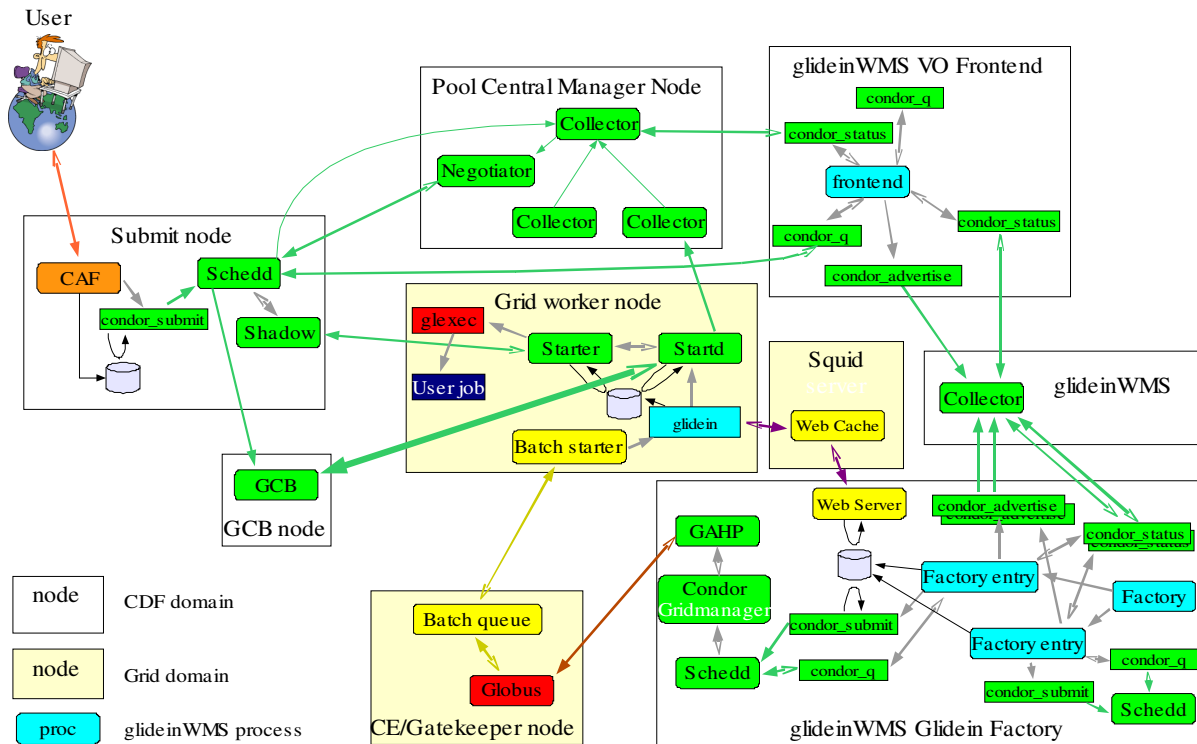 User
glideinWMS VO Frontend
condor_q
condor_status
frontend
condor_q
condor_status
condor_advertise
Pool Central Manager Node
Collector
Negotiator
Collector
Collector
Submit node
CAF
Schedd
condor_submit
Shadow
Grid worker node
glexec
Starter
Startd
User job
glidein
Batch starter
Squid
server
Web Cache
glideinWMS
Collector
GCB
GCB node
Web Server
condor_advertise
condor_advertise
condor_status
condor_status
GAHP
Condor
Gridmanager
Factory entry
Factory
condor_submit
Factory entry
Schedd
condor_q
condor_q
condor_submit
Schedd
glideinWMS Glidein Factory
Batch queue
Globus
CE/Gatekeeper node
node
CDF domain
node
Grid domain
proc
glideinWMS process